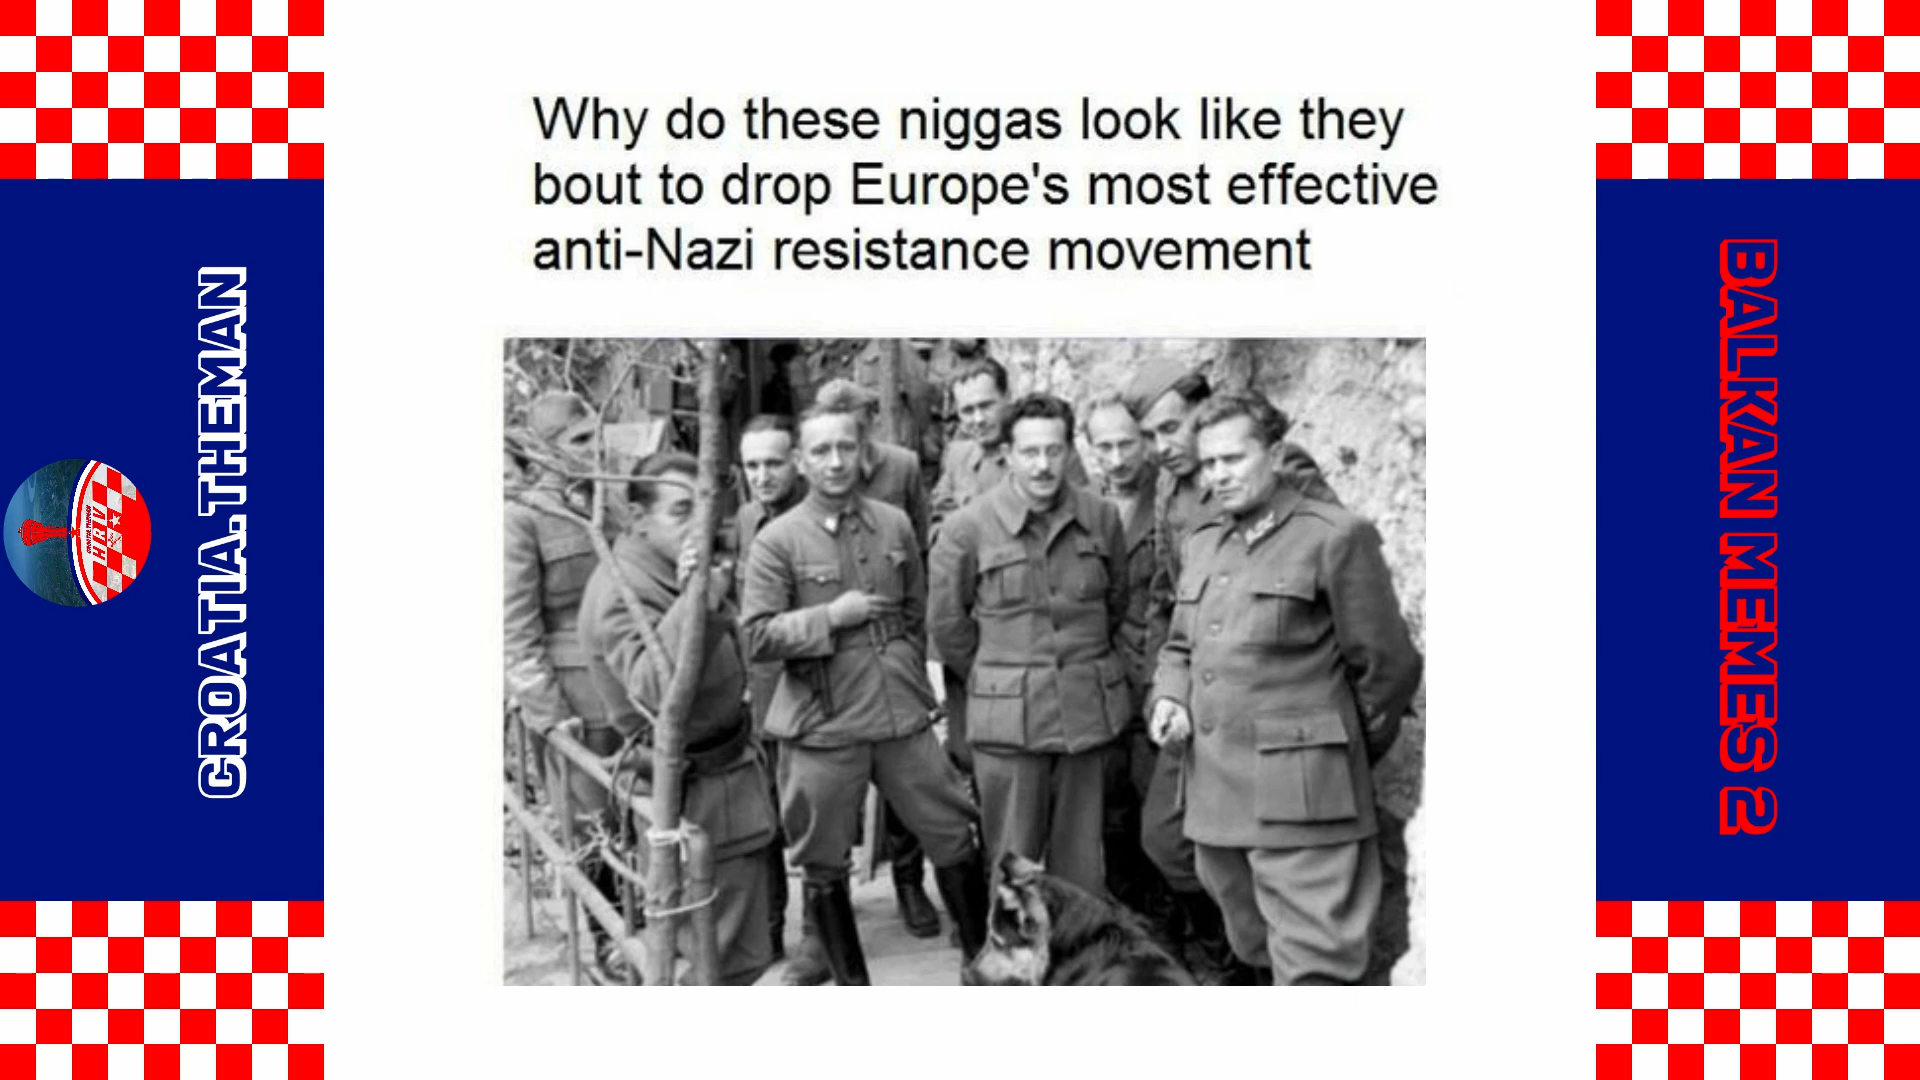 CROATIA.THEMAN
Why do these niggas look like they
bout to drop Europe's most effective
anti-Nazi resistance movement
BALKAN MEMES 2